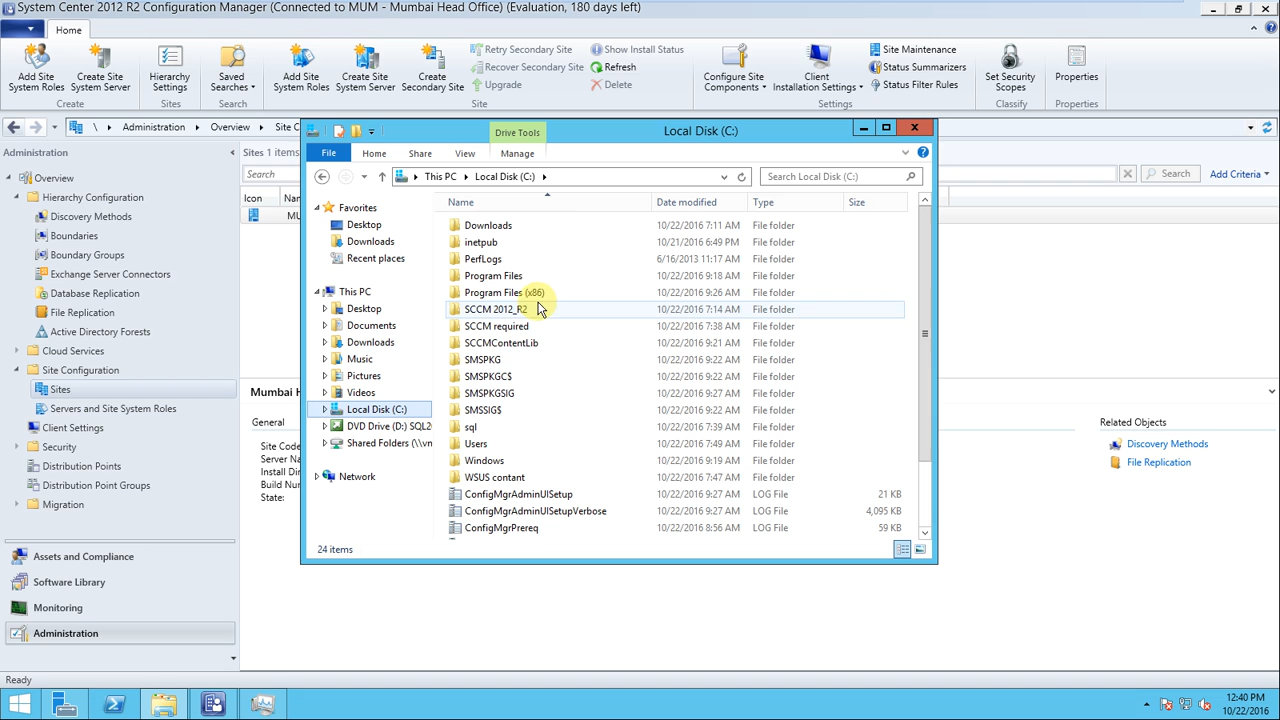 System Center 2012 R2 Configuration Manager (Connected to MUM - Mumbai Head Office) (Evaluation, 180 days left)
Home
Add Site System Roles
Create Site System Server
Create
Hierarchy Settings
Sites
Saved Searches
Search
Add Site System Roles
Create Site System Server
Create Secondary Site
Retry Secondary Site
Recover Secondary Site
Upgrade
Show Install Status
Refresh
Delete
Site
Configure Site Components
Client Installation Settings
Site Maintenance
Status Summarizers
Status Filter Rules
Settings
Set Security Scopes
Classify
Properties
Properties
\ Administration Overview Site C
Administration
Overview
Hierarchy Configuration
Discovery Methods
Boundaries
Boundary Groups
Exchange Server Connectors
Database Replication
File Replication
Active Directory Forests
Cloud Services
Site Configuration
Sites
Servers and Site System Roles
Client Settings
Security
Distribution Points
Distribution Point Groups
Migration
Assets and Compliance
Software Library
Monitoring
Administration
Sites 1 items
Search
Search
Add Criteria
Icon Nan
MU
Mumbai H
General
Site Code
Server Na
Install Dir
Build Num
State:
Related Objects
Discovery Methods
File Replication
Drive Tools
Local Disk (C:)
File Home Share View Manage
This PC Local Disk (C:)
Search Local Disk (C:)
Favorites
Desktop
Downloads
Recent places
This PC
Desktop
Documents
Downloads
Music
Pictures
Videos
Local Disk (C:)
DVD Drive (D:) SQL2
Shared Folders (\\vm
Network
Name Date modified Type Size
Downloads 10/22/2016 7:11 AM File folder
inetpub 10/21/2016 6:49 PM File folder
PerfLogs 6/16/2013 11:17 AM File folder
Program Files 10/22/2016 9:18 AM File folder
Program Files (x86) 10/22/2016 9:26 AM File folder
SCCM 2012_R2 10/22/2016 7:14 AM File folder
SCCM required 10/22/2016 7:38 AM File folder
SCCMContentLib 10/22/2016 9:21 AM File folder
SMSPKG 10/22/2016 9:22 AM File folder
SMSPKGC$ 10/22/2016 9:22 AM File folder
SMSPKGSIG 10/22/2016 9:27 AM File folder
SMSSIG$ 10/22/2016 9:22 AM File folder
sql 10/22/2016 7:39 AM File folder
Users 10/22/2016 7:49 AM File folder
Windows 10/22/2016 9:19 AM File folder
WSUS contant 10/22/2016 7:47 AM File folder
ConfigMgrAdminUISetup 10/22/2016 9:27 AM LOG File 21 KB
ConfigMgrAdminUISetupVerbose 10/22/2016 9:27 AM LOG File 4,095 KB
ConfigMgrPrereq 10/22/2016 8:56 AM LOG File 59 KB
24 items
Ready
12:40 PM
10/22/2016